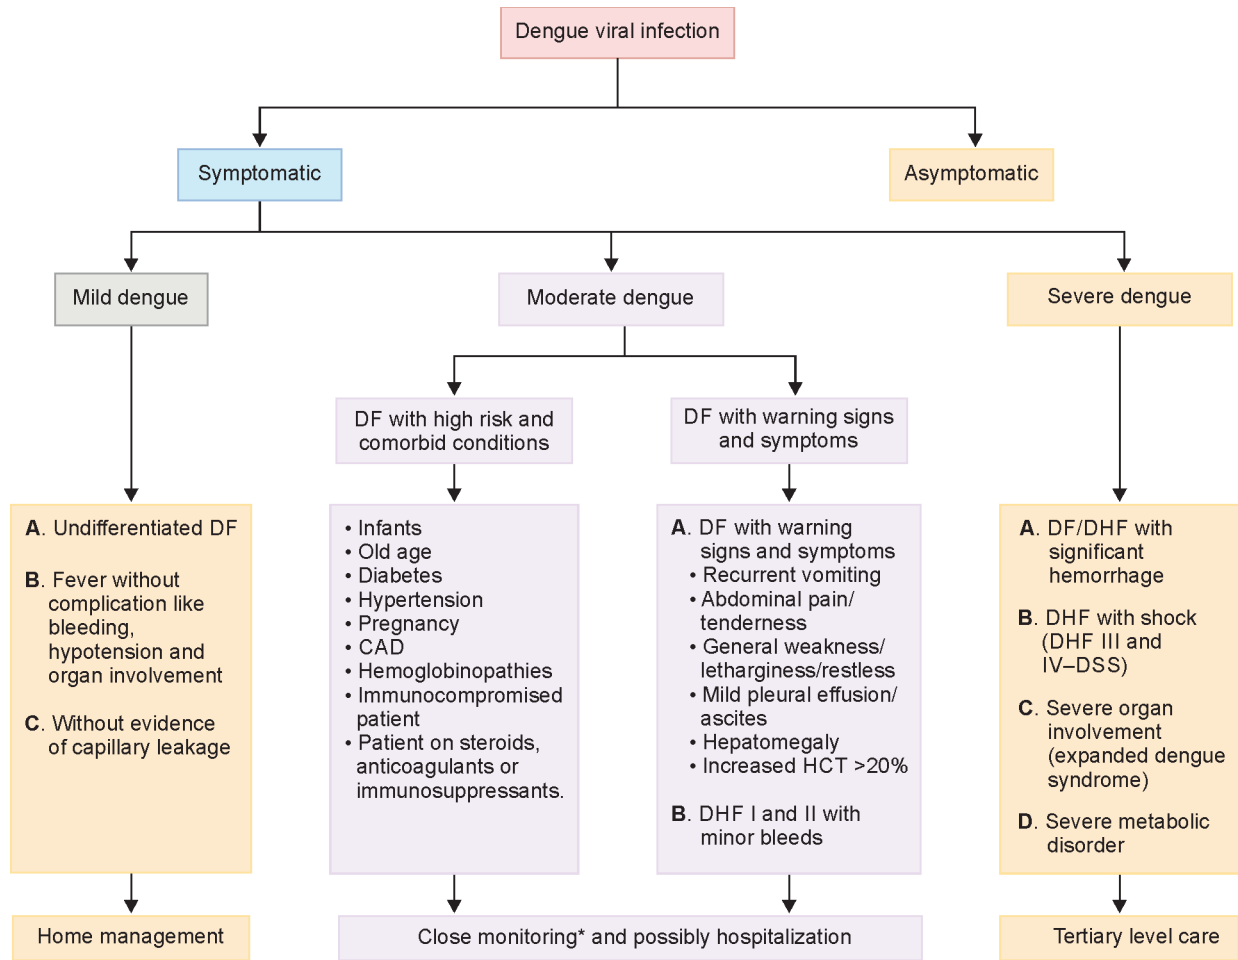 Dengue viral infection
Symptomatic
Asymptomatic
Mild dengue
Moderate dengue
Severe dengue
DF with high risk and
comorbid conditions
DF with warning signs
and symptoms
A. Undifferentiated DF
B. Fever without
complication like
bleeding,
hypotension and
organ involvement
C. Without evidence
of capillary leakage
• Infants
• Old age
• Diabetes
• Hypertension
• Pregnancy
• CAD
• Hemoglobinopathies
• Immunocompromised
patient
• Patient on steroids,
anticoagulants or
immunosuppressants.
A. DF with warning
signs and symptoms
• Recurrent vomiting
• Abdominal pain/
tenderness
• General weakness/
letharginess/restless
• Mild pleural effusion/
ascites
• Hepatomegaly
• Increased HCT >20%
B. DHF I and II with
minor bleeds
A. DF/DHF with
significant
hemorrhage
B. DHF with shock
(DHF III and
IV–DSS)
C. Severe organ
involvement
(expanded dengue
syndrome)
D. Severe metabolic
disorder
Home management
Close monitoring* and possibly hospitalization
Tertiary level care